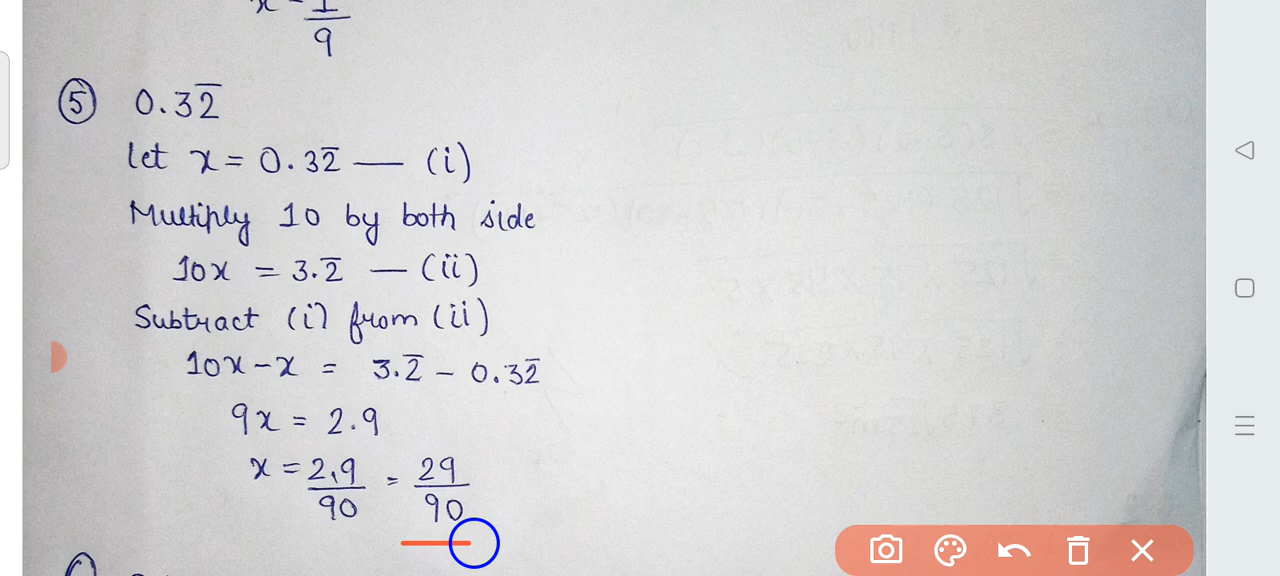 x = 1/9
⑤ 0.32̅
let x = 0.32̅ — (i)
Multiply 10 by both side
10x = 3.2̅ — (ii)
Subtract (i) from (ii)
10x - x = 3.2̅ - 0.32̅
9x = 2.9
x = 2.9/90 = 29/90